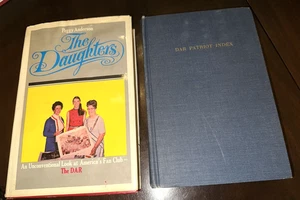 Peggy Anderson
The
Daughters
An Unconventional Look at America's Fan Club—
The DAR
DAR PATRIOT INDEX